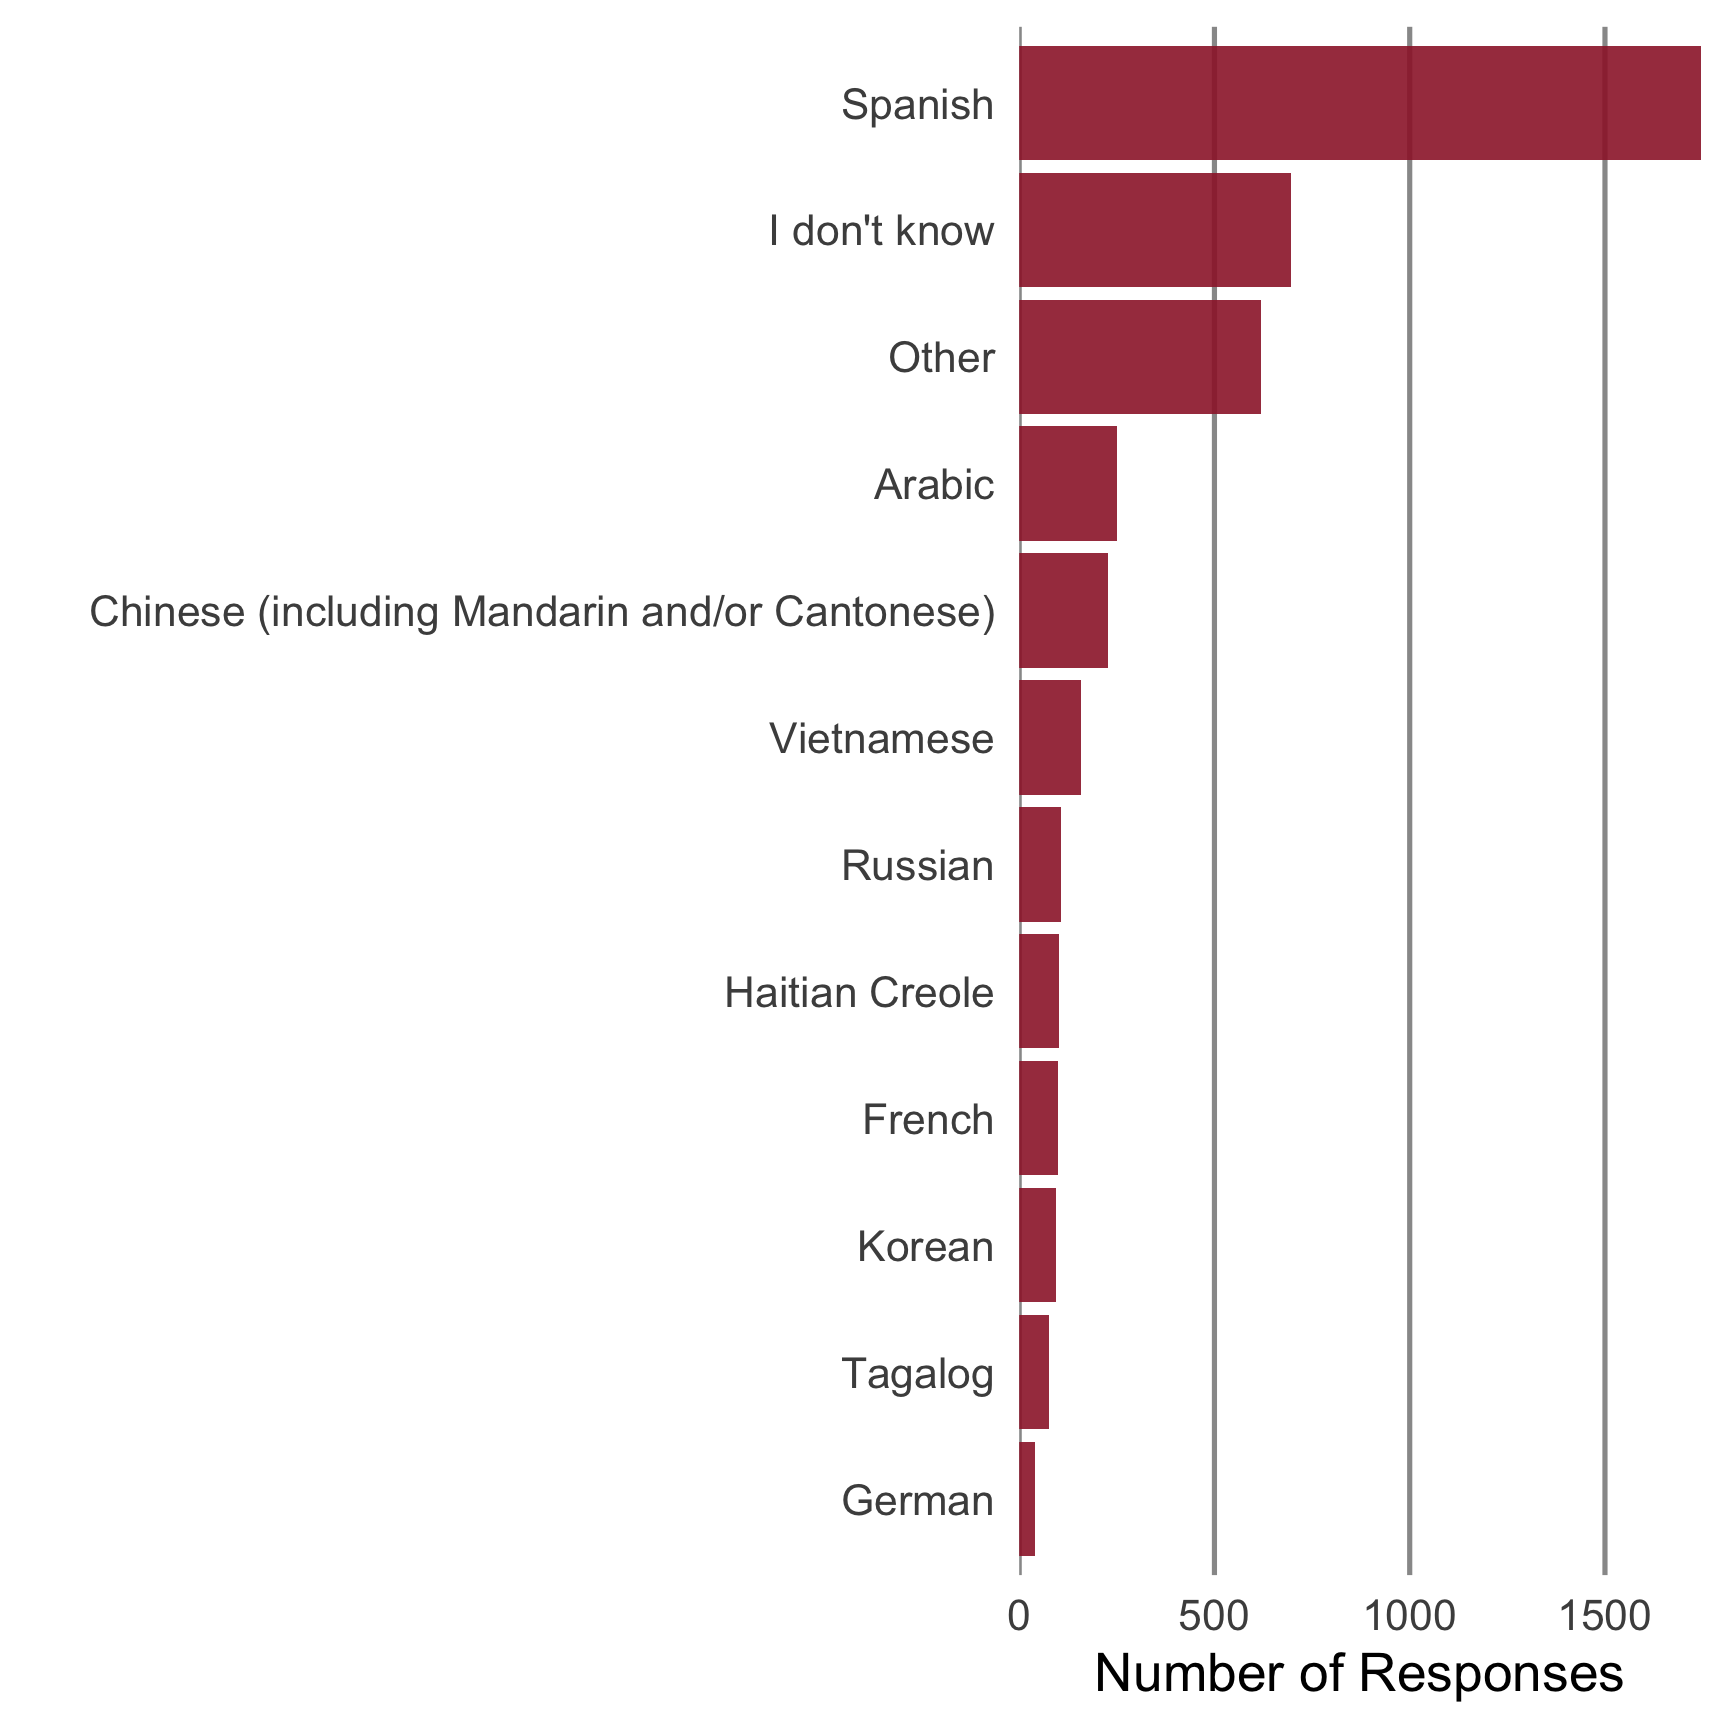 Spanish
I don't know
Other
Arabic
Chinese (including Mandarin and/or Cantonese)
Vietnamese
Russian
Haitian Creole
French
Korean
Tagalog
German
0 500 1000 1500
Number of Responses